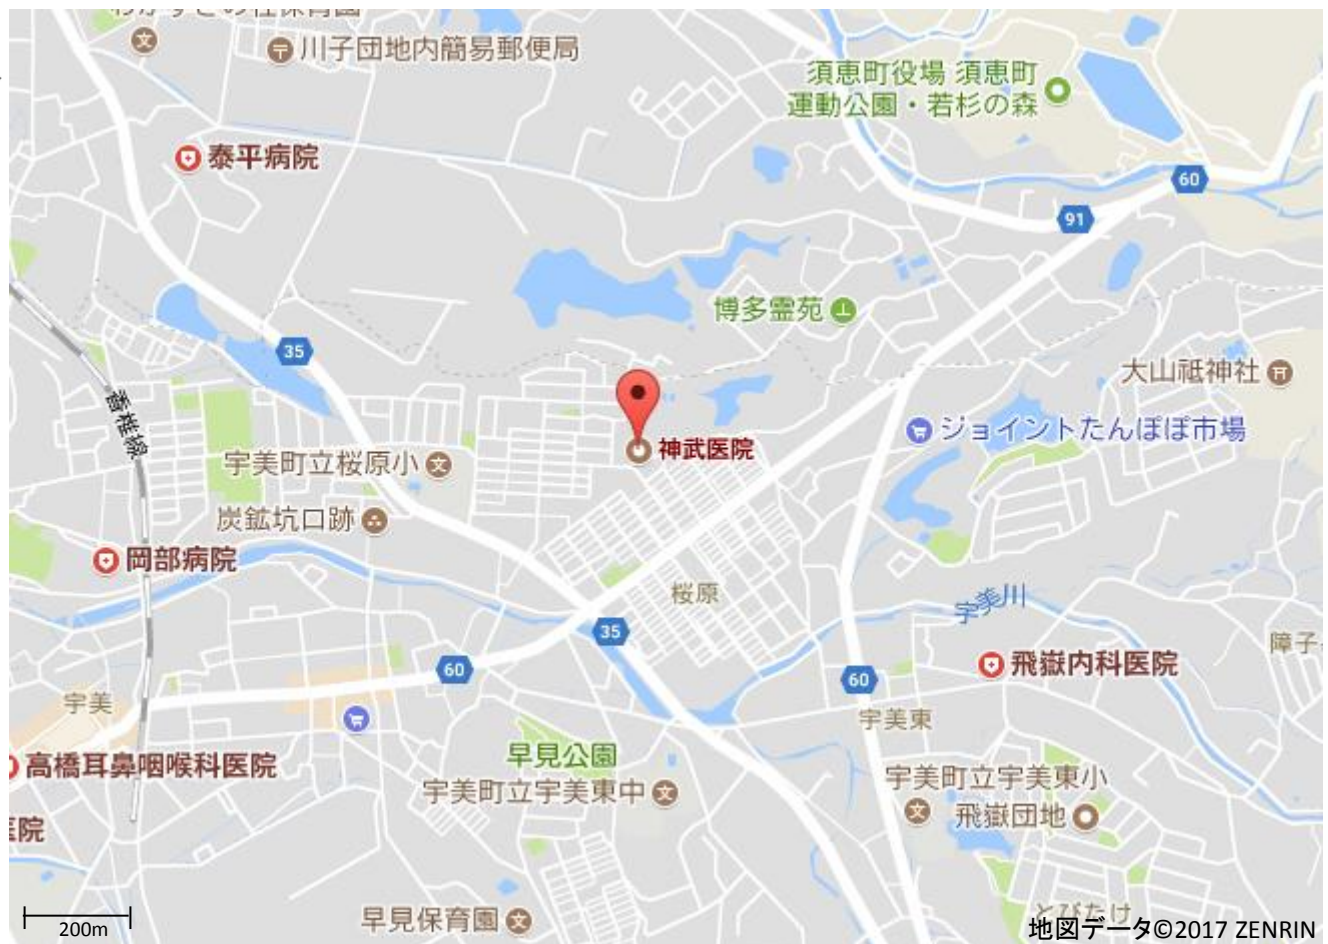 川子団地内簡易郵便局
須恵町役場 須恵町
運動公園・若杉の森
泰平病院
60
91
博多霊苑
35
大山祗神社
香椎線
ジョイントたんぽぽ市場
神武医院
宇美町立桜原小
炭鉱坑口跡
岡部病院
桜原
宇美川
35
障子
60
飛嶽内科医院
60
宇美
宇美東
早見公園
高橋耳鼻咽喉科医院
宇美町立宇美東中
宇美町立宇美東小
飛嶽団地
医院
早見保育園
とびたけ
200m
地図データ©2017 ZENRIN